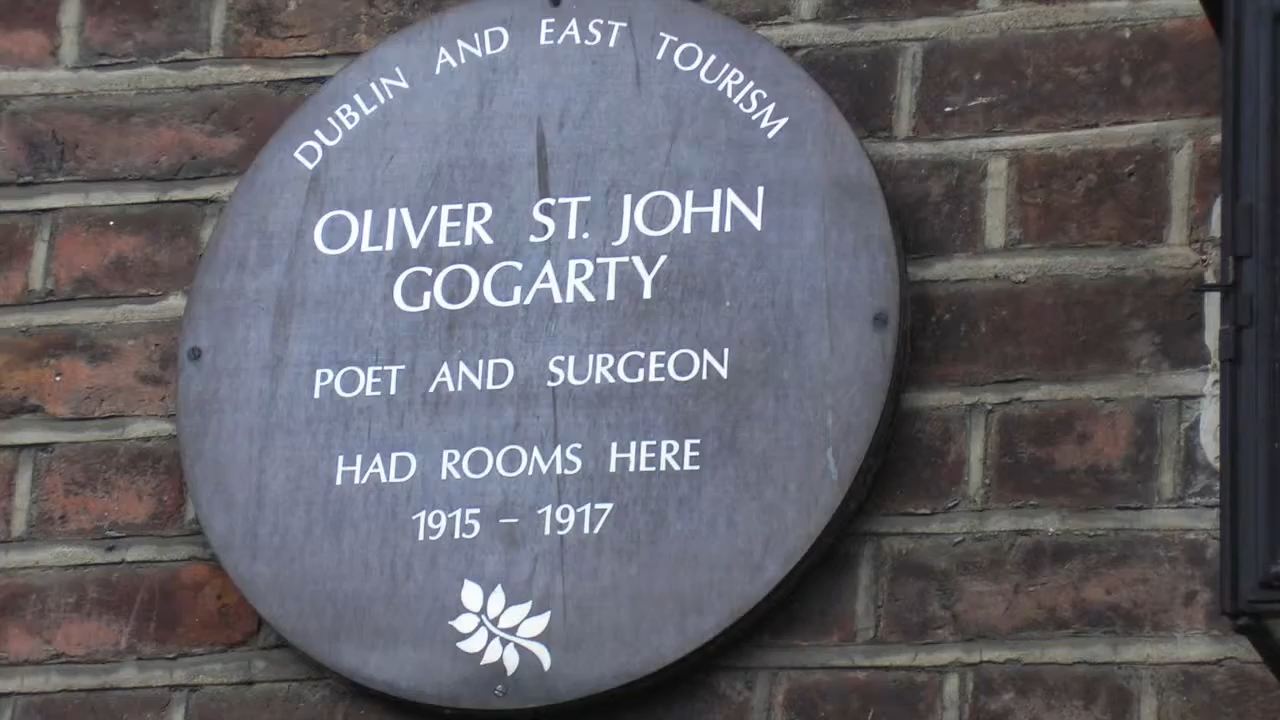 DUBLIN AND EAST TOURISM
OLIVER ST. JOHN
GOGARTY
POET AND SURGEON
HAD ROOMS HERE
1915 – 1917